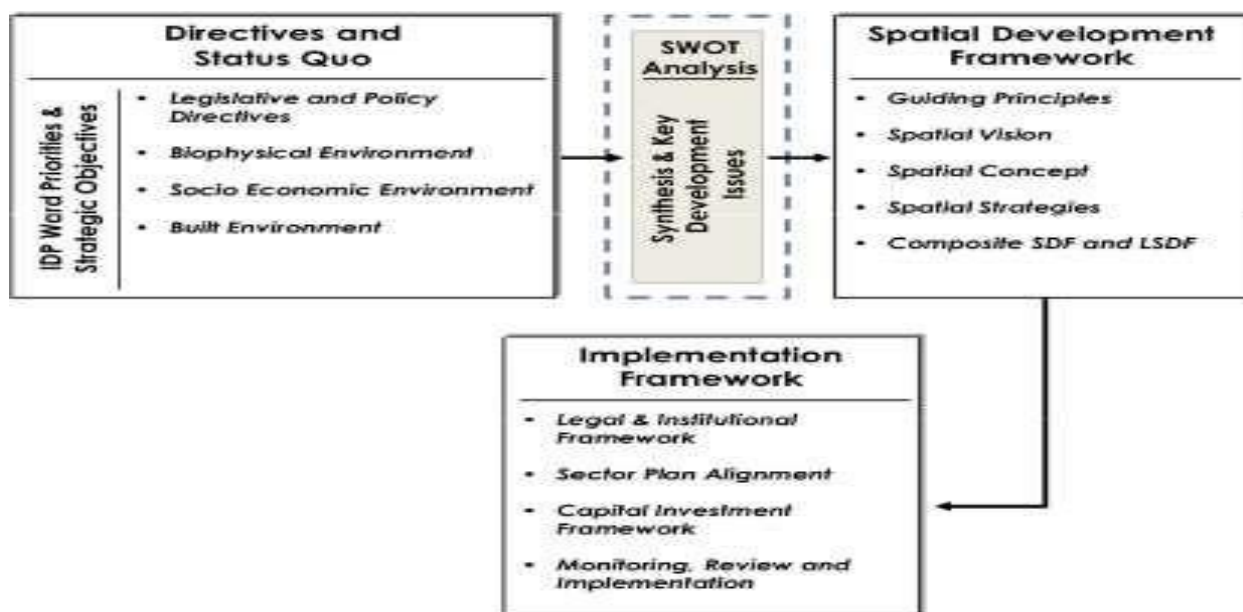 Directives and
Status Quo
IDP Ward Priorities &
Strategic Objectives
• Legislative and Policy
Directives
• Biophysical Environment
• Socio Economic Environment
• Built Environment
SWOT
Analysis
Synthesis & Key
Development
Issues
Spatial Development
Framework
• Guiding Principles
• Spatial Vision
• Spatial Concept
• Spatial Strategies
• Composite SDF and LSDF
Implementation
Framework
• Legal & Institutional
Framework
• Sector Plan Alignment
• Capital Investment
Framework
• Monitoring, Review and
Implementation